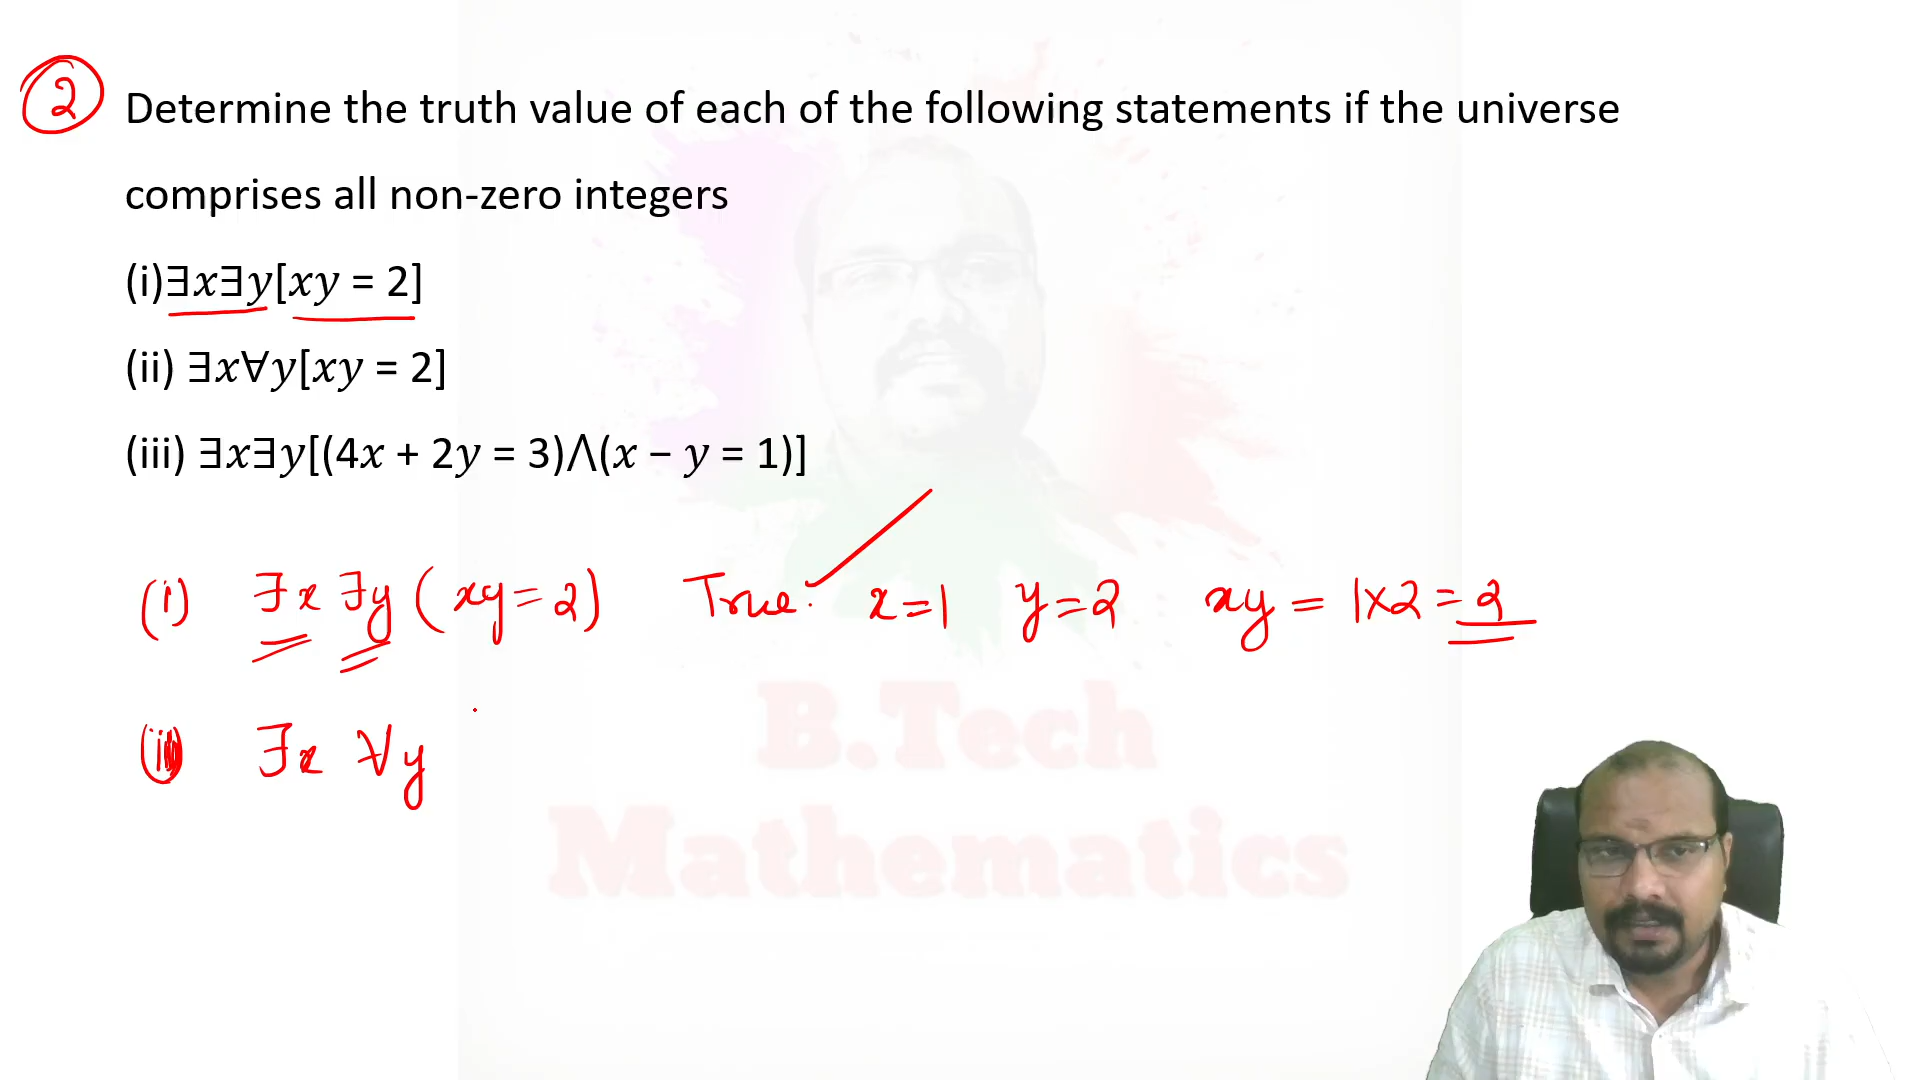 2 Determine the truth value of each of the following statements if the universe
comprises all non-zero integers
(i)∃x∃y[xy = 2]
(ii) ∃x∀y[xy = 2]
(iii) ∃x∃y[(4x + 2y = 3)⋀(x − y = 1)]
(i) ∃x ∃y (xy = 2) True. x = 1 y = 2 xy = 1×2 = 2
(ii) ∃x ∀y
B.Tech
Mathematics